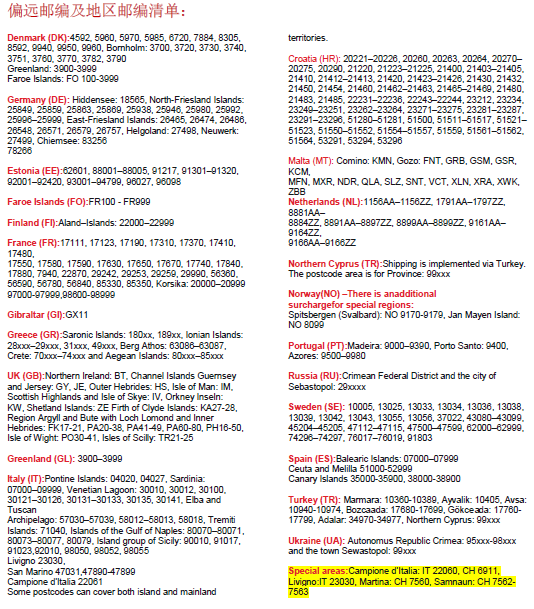 偏远邮编及地区邮编清单：
Denmark (DK):4592, 5960, 5970, 5985, 6720, 7884, 8305,
8592, 9940, 9950, 9960, Bornholm: 3700, 3720, 3730, 3740,
3751, 3760, 3770, 3782, 3790
Greenland: 3900-3999
Faroe Islands: FO 100-3999
Germany (DE): Hiddensee: 18565, North-Friesland Islands:
25849, 25859, 25863, 25869, 25938, 25946, 25980, 25992,
25996–25999, East-Friesland Islands: 26465, 26474, 26486,
26548, 26571, 26579, 26757, Helgoland: 27498, Neuwerk:
27499, Chiemsee: 83256
78266
Estonia (EE):62601, 88001–88005, 91217, 91301–91320,
92001–92420, 93001–94799, 96027, 96098
Faroe Islands (FO):FR100 - FR999
Finland (FI):Aland–Islands: 22000–22999
France (FR):17111, 17123, 17190, 17310, 17370, 17410,
17480,
17550, 17580, 17590, 17630, 17650, 17670, 17740, 17840,
17880, 7940, 22870, 29242, 29253, 29259, 29990, 56360,
56590, 56780, 56840, 85330, 85350, Korsika: 20000–20999
97000-97999,98600-98999
Gibraltar (GI):GX11
Greece (GR):Saronic Islands: 180xx, 189xx, Ionian Islands:
28xxx–29xxx, 31xxx, 49xxx, Berg Athos: 63086–63087,
Crete: 70xxx–74xxx and Aegean Islands: 80xxx–85xxx
UK (GB):Northern Ireland: BT, Channel Islands Guernsey
and Jersey: GY, JE, Outer Hebrides: HS, Isle of Man: IM,
Scottish Highlands and Isle of Skye: IV, Orkney Inseln:
KW, Shetland Islands: ZE Firth of Clyde Islands: KA27-28,
Region Argyll and Bute with Loch Lomond and Inner
Hebrides: FK17-21, PA20-38, PA41-49, PA60-80, PH16-50,
Isle of Wight: PO30-41, Isles of Scilly: TR21-25
Greenland (GL): 3900–3999
Italy (IT):Pontine Islands: 04020, 04027, Sardinia:
07000–09999, Venetian Lagoon: 30010, 30012, 30100,
30121–30126, 30131–30133, 30135, 30141, Elba and
Tuscan
Archipelago: 57030–57039, 58012–58013, 58018, Tremiti
Islands: 71040, Islands of the Gulf of Naples: 80070–80071,
80073–80077, 80079, Island group of Sicily: 90010, 91017,
91023,92010, 98050, 98052, 98055
Livigno 23030,
San Marino 47031,47890-47899
Campione d'Italia 22061
Some postcodes can cover both island and mainland
territories.
Croatia (HR): 20221–20226, 20260, 20263, 20264, 20270–
20275, 20290, 21220, 21223–21225, 21400, 21403–21405,
21410, 21412–21413, 21420, 21423–21426, 21430, 21432,
21450, 21454, 21460, 21462–21463, 21465–21469, 21480,
21483, 21485, 22231–22236, 22243–22244, 23212, 23234,
23249–23251, 23262–23264, 23271–23275, 23281–23287,
23291–23296, 51280–51281, 51500, 51511–51517, 51521–
51523, 51550–51552, 51554–51557, 51559, 51561–51562,
51564, 53291, 53294, 53296
Malta (MT): Comino: KMN, Gozo: FNT, GRB, GSM, GSR,
KCM,
MFN, MXR, NDR, QLA, SLZ, SNT, VCT, XLN, XRA, XWK,
ZBB
Netherlands (NL):1156AA–1156ZZ, 1791AA–1797ZZ,
8881AA–
8884ZZ, 8891AA–8897ZZ, 8899AA–8899ZZ, 9161AA–
9164ZZ,
9166AA–9166ZZ
Northern Cyprus (TR):Shipping is implemented via Turkey.
The postcode area is for Province: 99xxx
Norway(NO) –There is anadditional
surchargefor special regions:
Spitsbergen (Svalbard): NO 9170-9179, Jan Mayen Island:
NO 8099
Portugal (PT):Madeira: 9000–9390, Porto Santo: 9400,
Azores: 9500–9980
Russia (RU):Crimean Federal District and the city of
Sebastopol: 29xxxx
Sweden (SE): 10005, 13025, 13033, 13034, 13036, 13038,
13039, 13042, 13043, 13055, 13056, 37022, 43080–43099,
45204–45205, 47112–47115, 47500–47599, 62000–62999,
74296–74297, 76017–76019, 91803
Spain (ES):Balearic Islands: 07000–07999
Ceuta and Melilla 51000-52999
Canary Islands 35000-35900, 38000-38900
Turkey (TR): Marmara: 10360-10389, Ayvalik: 10405, Avsa:
10940-10974, Bozcaada: 17680-17699, Gökceada: 17760-
17799, Adalar: 34970-34977, Northern Cyprus: 99xxx
Ukraine (UA): Autonomus Republic Crimea: 95xxx-98xxx
and the town Sewastopol: 99xxx
Special areas:Campione d'Italia: IT 22060, CH 6911,
Livigno:IT 23030, Martina: CH 7560, Samnaun: CH 7562-
7563